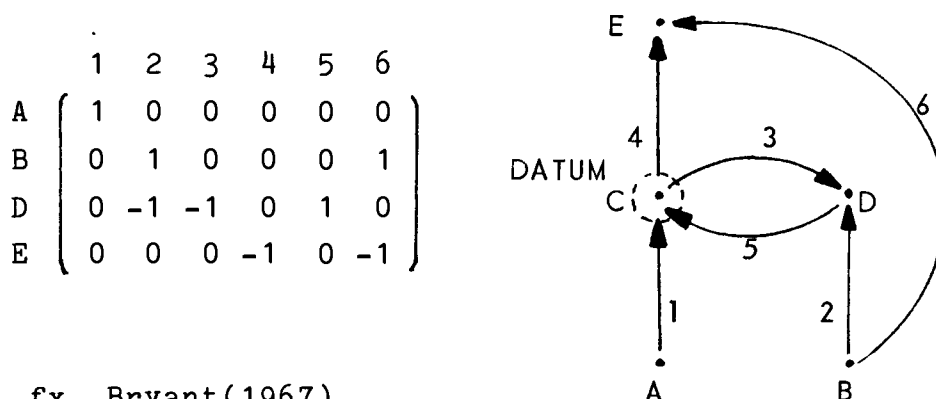 1 2 3 4 5 6
A 1 0 0 0 0 0
B 0 1 0 0 0 1
D 0 -1 -1 0 1 0
E 0 0 0 -1 0 -1
E
6
4 3
DATUM
C D
5
1 2
A B
fx. Bryant(1967)